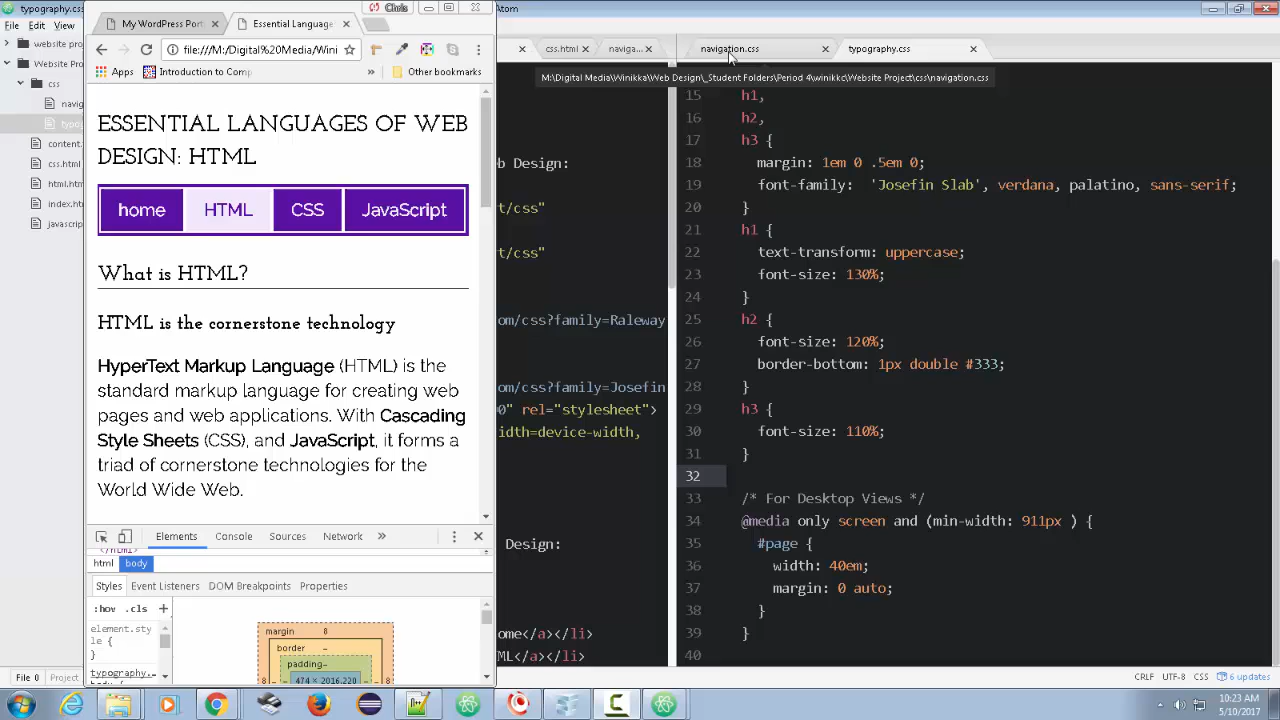 typography.css
Atom
Chris
My WordPress Port
Essential Language
File Edit View
file:///M:/Digital%20Media/Wini
Apps
Introduction to Comp
»
Other bookmarks
website pro
css
navig
typog
content.
css.html
html.htm
index.ht
javascrip
css.html
naviga...
navigation.css
typography.css
M:\Digital Media\Winikka\Web Design\_Student Folders\Period 4\winikkc\Website Project\css\navigation.css
ESSENTIAL LANGUAGES OF WEB
DESIGN: HTML
home
HTML
CSS
JavaScript
What is HTML?
HTML is the cornerstone technology
HyperText Markup Language (HTML) is the
standard markup language for creating web
pages and web applications. With Cascading
Style Sheets (CSS), and JavaScript, it forms a
triad of cornerstone technologies for the
World Wide Web.
Elements Console Sources Network »
</html>
html body
Styles Event Listeners DOM Breakpoints Properties
:hov .cls +
element.sty
le {
}
typography.
margin 8
border –
padding–
8 474 × 2016.220 8
b Design:
t/css"
t/css"
om/css?family=Raleway
om/css?family=Josefin
0" rel="stylesheet">
idth=device-width,
Design:
ome</a></li>
ML</a></li>
15 h1,
16 h2,
17 h3 {
18 margin: 1em 0 .5em 0;
19 font-family: 'Josefin Slab', verdana, palatino, sans-serif;
20 }
21 h1 {
22 text-transform: uppercase;
23 font-size: 130%;
24 }
25 h2 {
26 font-size: 120%;
27 border-bottom: 1px double #333;
28 }
29 h3 {
30 font-size: 110%;
31 }
32
33 /* For Desktop Views */
34 @media only screen and (min-width: 911px ) {
35 #page {
36 width: 40em;
37 margin: 0 auto;
38 }
39 }
40
File 0 Project
CRLF UTF-8 CSS 6 updates
10:23 AM
5/10/2017